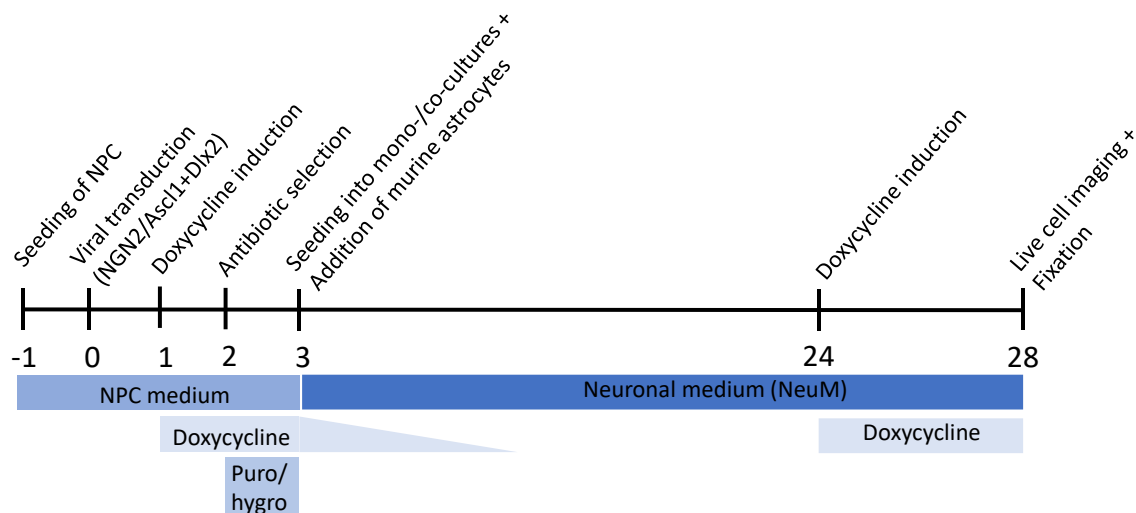 Seeding of NPC
Viral transduction
(NGN2/Ascl1+Dlx2)
Doxycycline induction
Antibiotic selection
Seeding into mono-/co-cultures +
Addition of murine astrocytes
Doxycycline induction
Live cell imaging +
Fixation
-1 0 1 2 3 24 28
NPC medium
Neuronal medium (NeuM)
Doxycycline
Doxycycline
Puro/
hygro